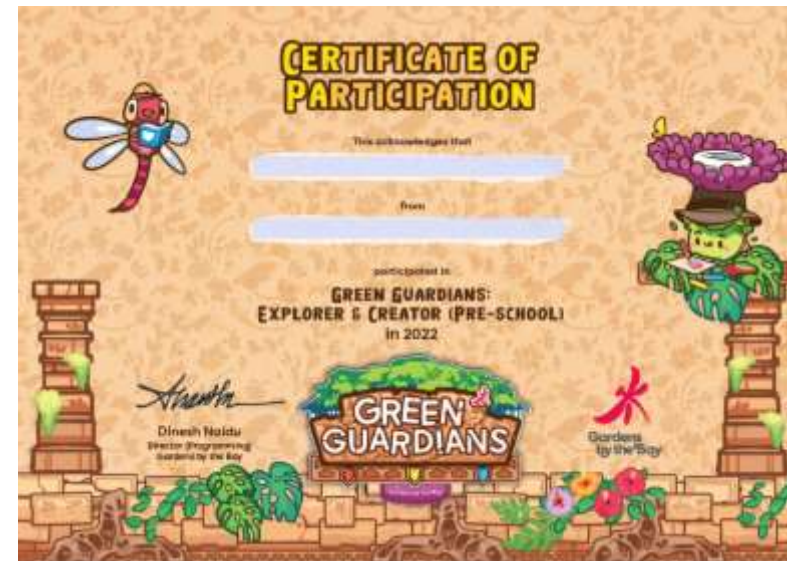 CERTIFICATE OF
PARTICIPATION
This acknowledges that
from
participated in
GREEN GUARDIANS:
EXPLORER & CREATOR (PRE-SCHOOL)
in 2022
Dinesh Naidu
Director (Programming)
Gardens by the Bay
GREEN
GUARDIANS
Gardens
by the Bay